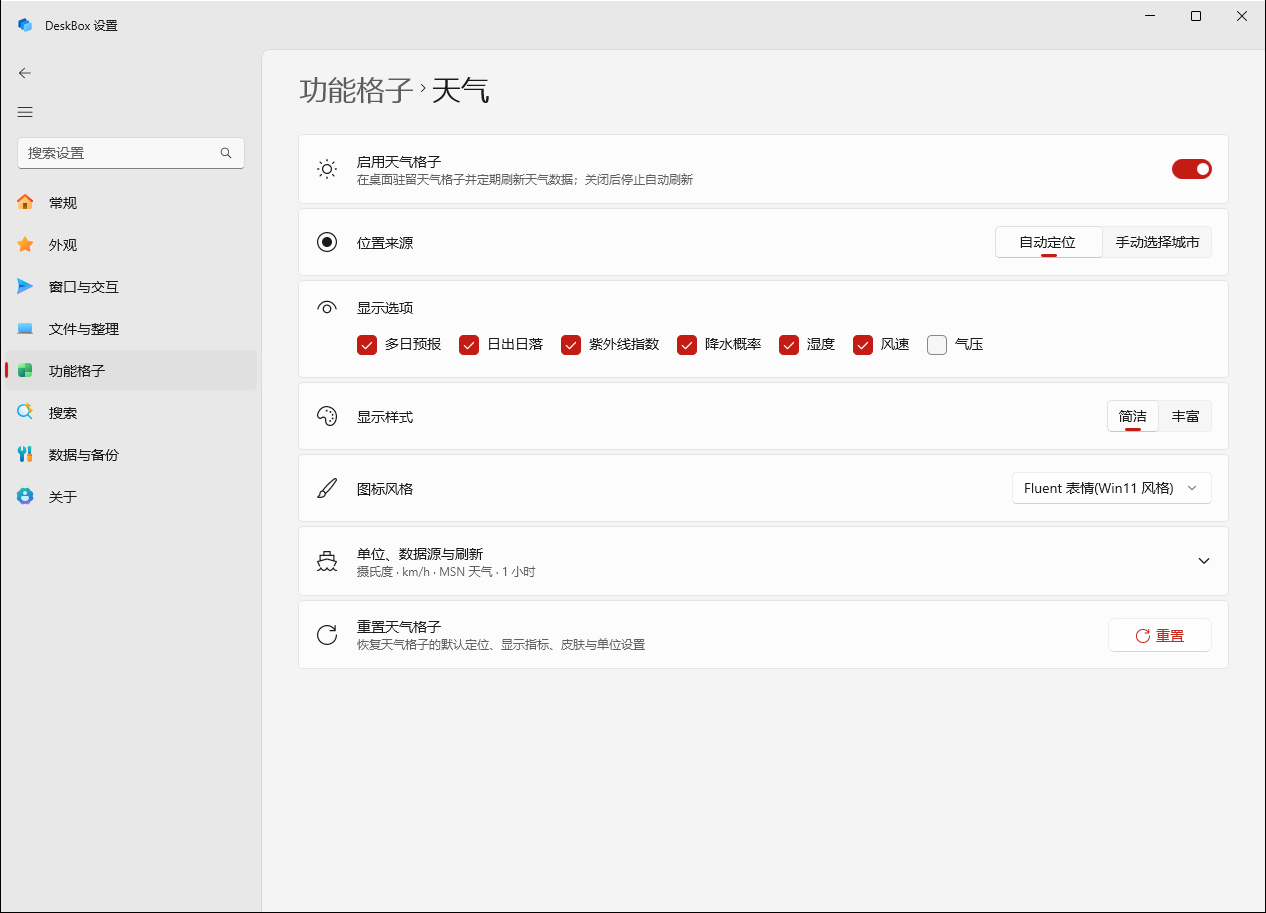 DeskBox 设置
搜索设置
常规
外观
窗口与交互
文件与整理
功能格子
搜索
数据与备份
关于
功能格子 › 天气
启用天气格子
在桌面驻留天气格子并定期刷新天气数据；关闭后停止自动刷新
位置来源
自动定位 手动选择城市
显示选项
多日预报 日出日落 紫外线指数 降水概率 湿度 风速 气压
显示样式
简洁 丰富
图标风格
Fluent 表情(Win11 风格)
单位、数据源与刷新
摄氏度 · km/h · MSN 天气 · 1 小时
重置天气格子
恢复天气格子的默认定位、显示指标、皮肤与单位设置
重置